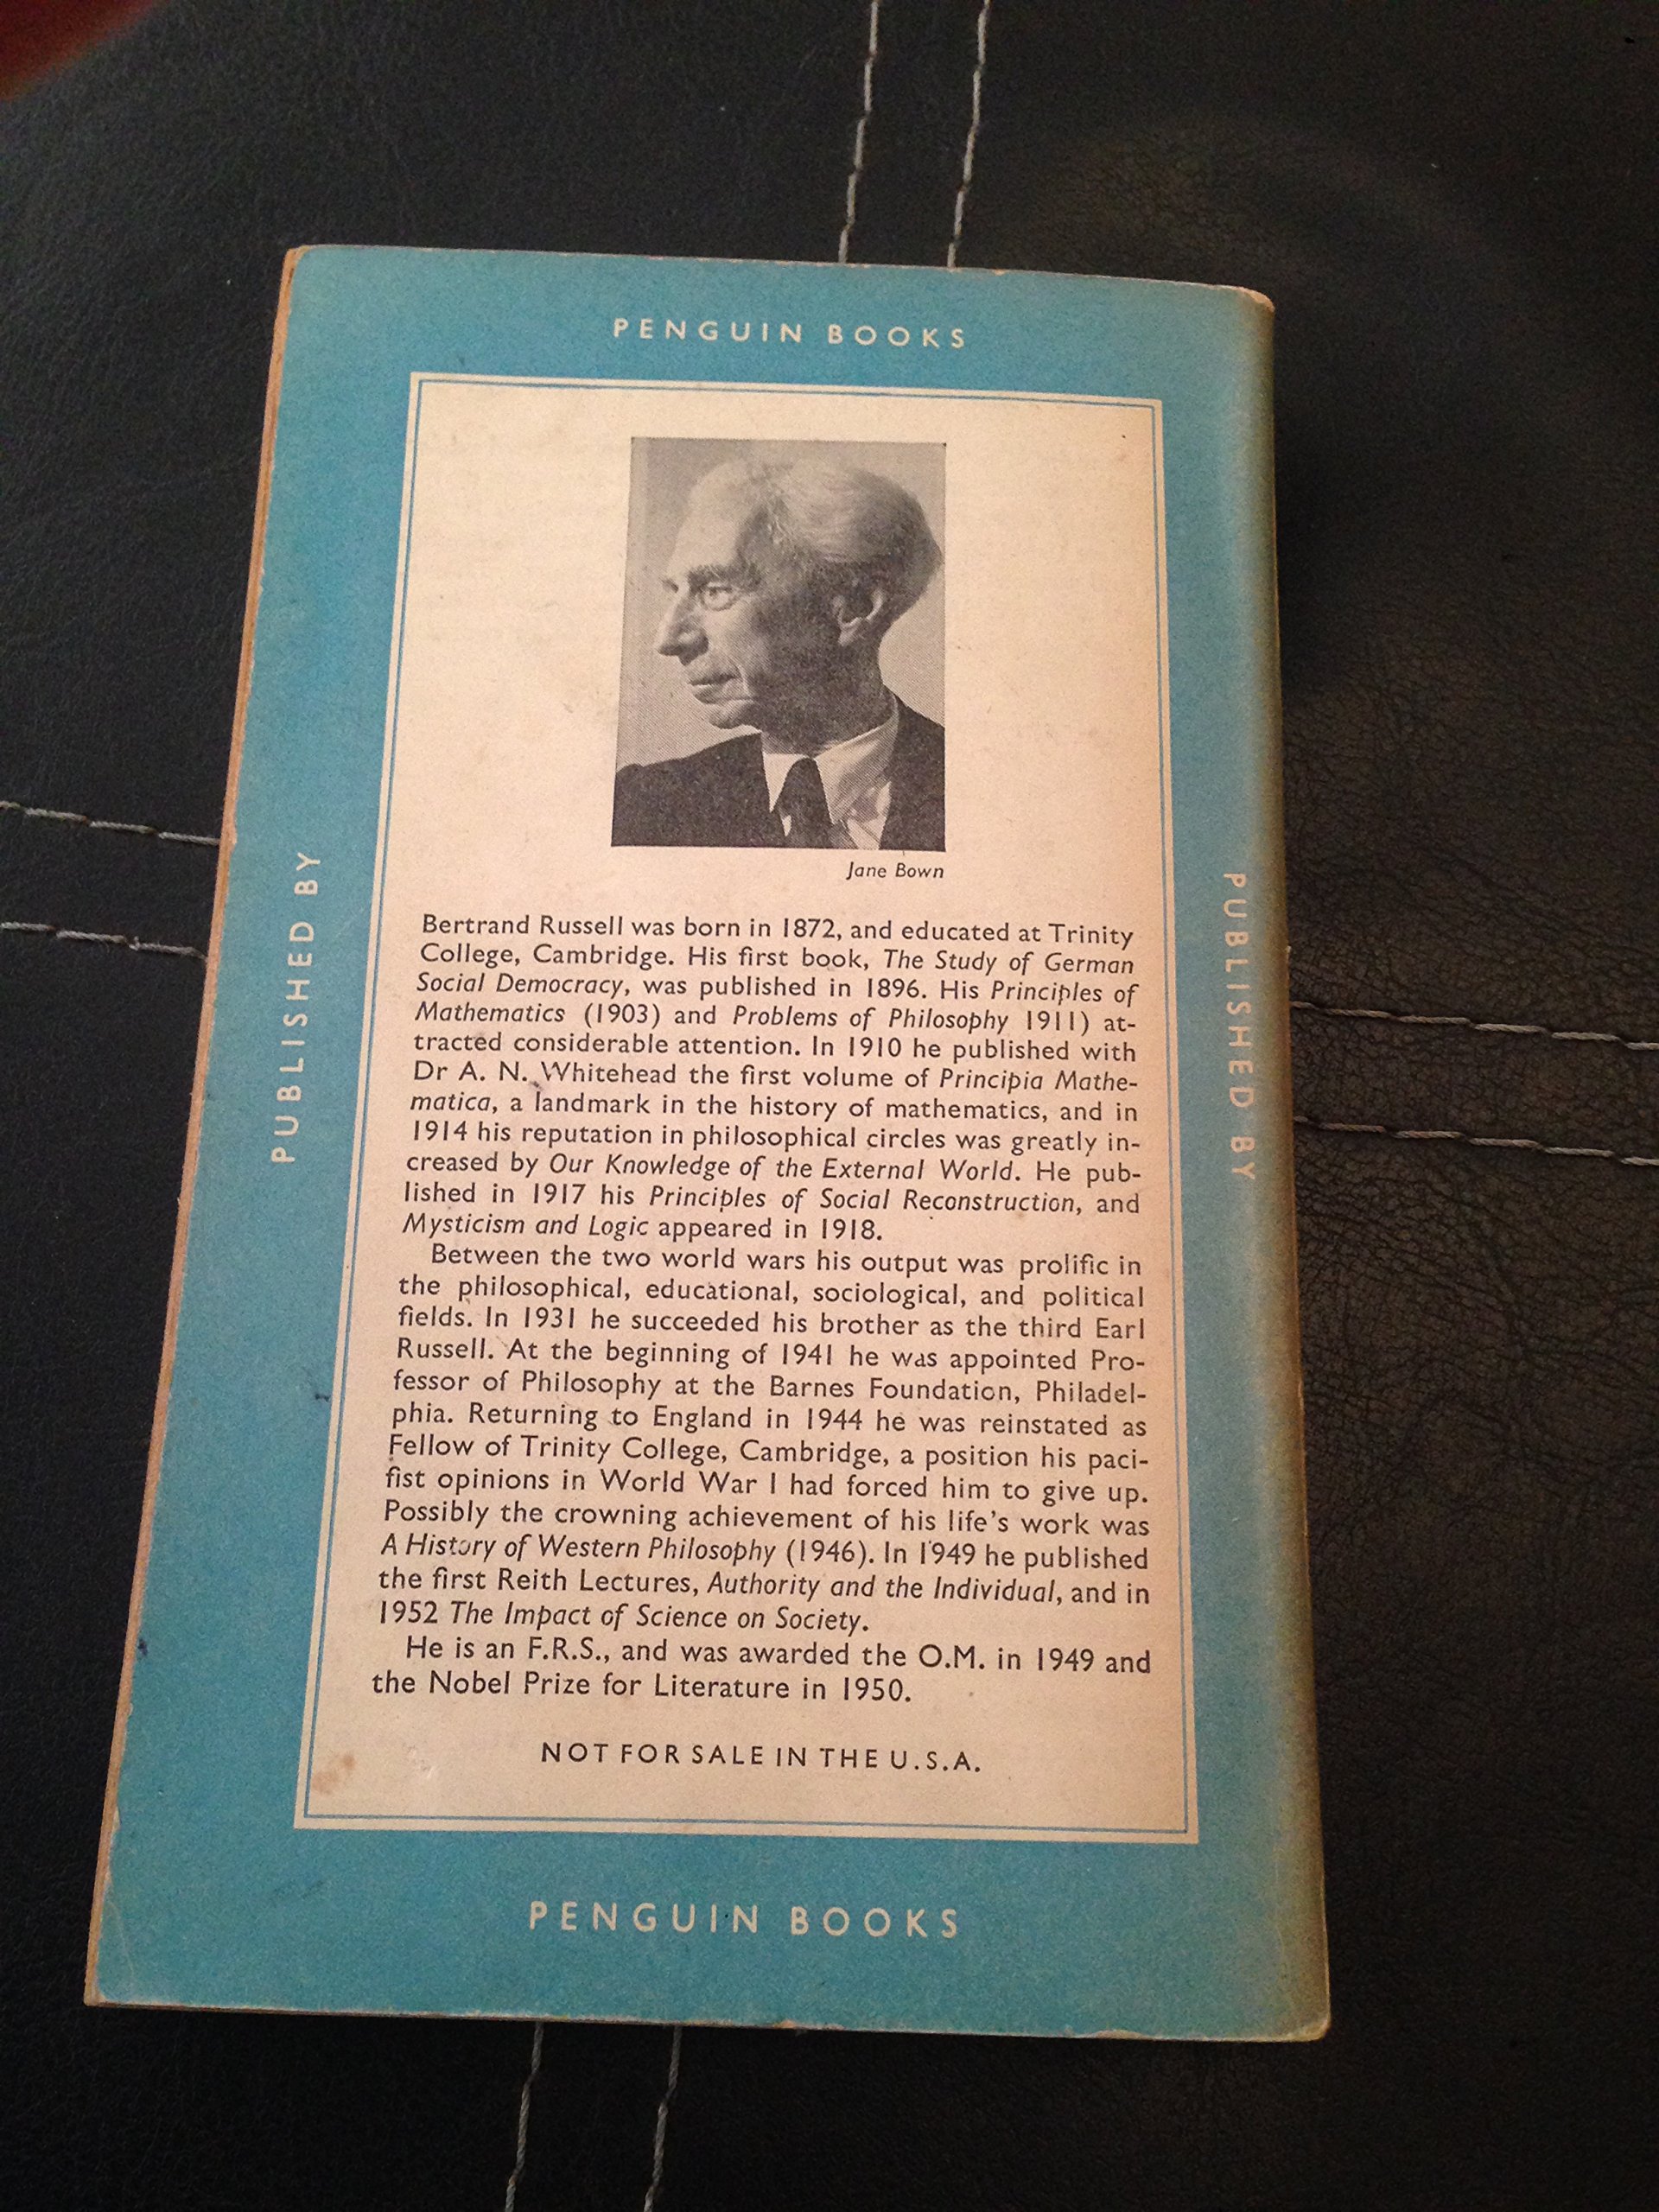 PENGUIN BOOKS
PUBLISHED BY
Jane Bown
Bertrand Russell was born in 1872, and educated at Trinity
College, Cambridge. His first book, The Study of German
Social Democracy, was published in 1896. His Principles of
Mathematics (1903) and Problems of Philosophy 1911) at-
tracted considerable attention. In 1910 he published with
Dr A. N. Whitehead the first volume of Principia Mathe-
matica, a landmark in the history of mathematics, and in
1914 his reputation in philosophical circles was greatly in-
creased by Our Knowledge of the External World. He pub-
lished in 1917 his Principles of Social Reconstruction, and
Mysticism and Logic appeared in 1918.
Between the two world wars his output was prolific in
the philosophical, educational, sociological, and political
fields. In 1931 he succeeded his brother as the third Earl
Russell. At the beginning of 1941 he was appointed Pro-
fessor of Philosophy at the Barnes Foundation, Philadel-
phia. Returning to England in 1944 he was reinstated as
Fellow of Trinity College, Cambridge, a position his paci-
fist opinions in World War I had forced him to give up.
Possibly the crowning achievement of his life's work was
A History of Western Philosophy (1946). In 1949 he published
the first Reith Lectures, Authority and the Individual, and in
1952 The Impact of Science on Society.
He is an F.R.S., and was awarded the O.M. in 1949 and
the Nobel Prize for Literature in 1950.
NOT FOR SALE IN THE U.S.A.
PUBLISHED BY
PENGUIN BOOKS